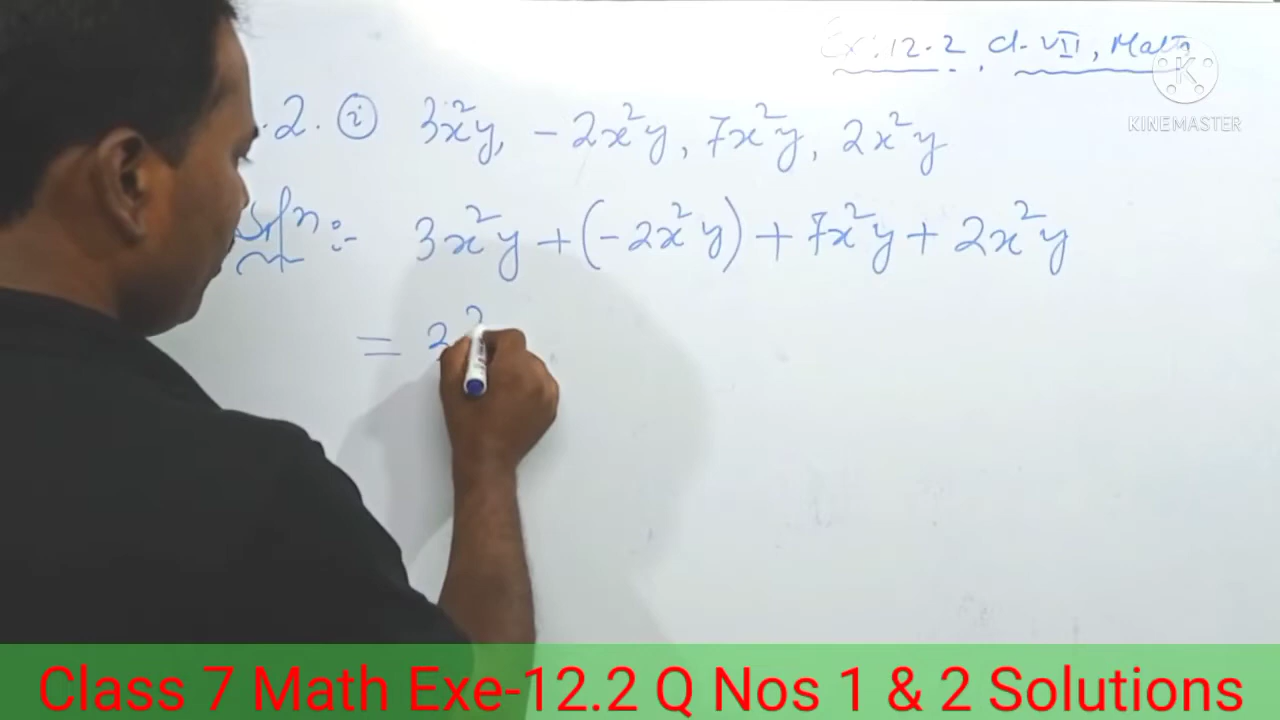 Ex:12.2, Cl-VII, Math
KINEMASTER
.2. (i) 3x²y, -2x²y, 7x²y, 2x²y
Soln:- 3x²y + (-2x²y) + 7x²y + 2x²y
=
Class 7 Math Exe-12.2 Q Nos 1 & 2 Solutions